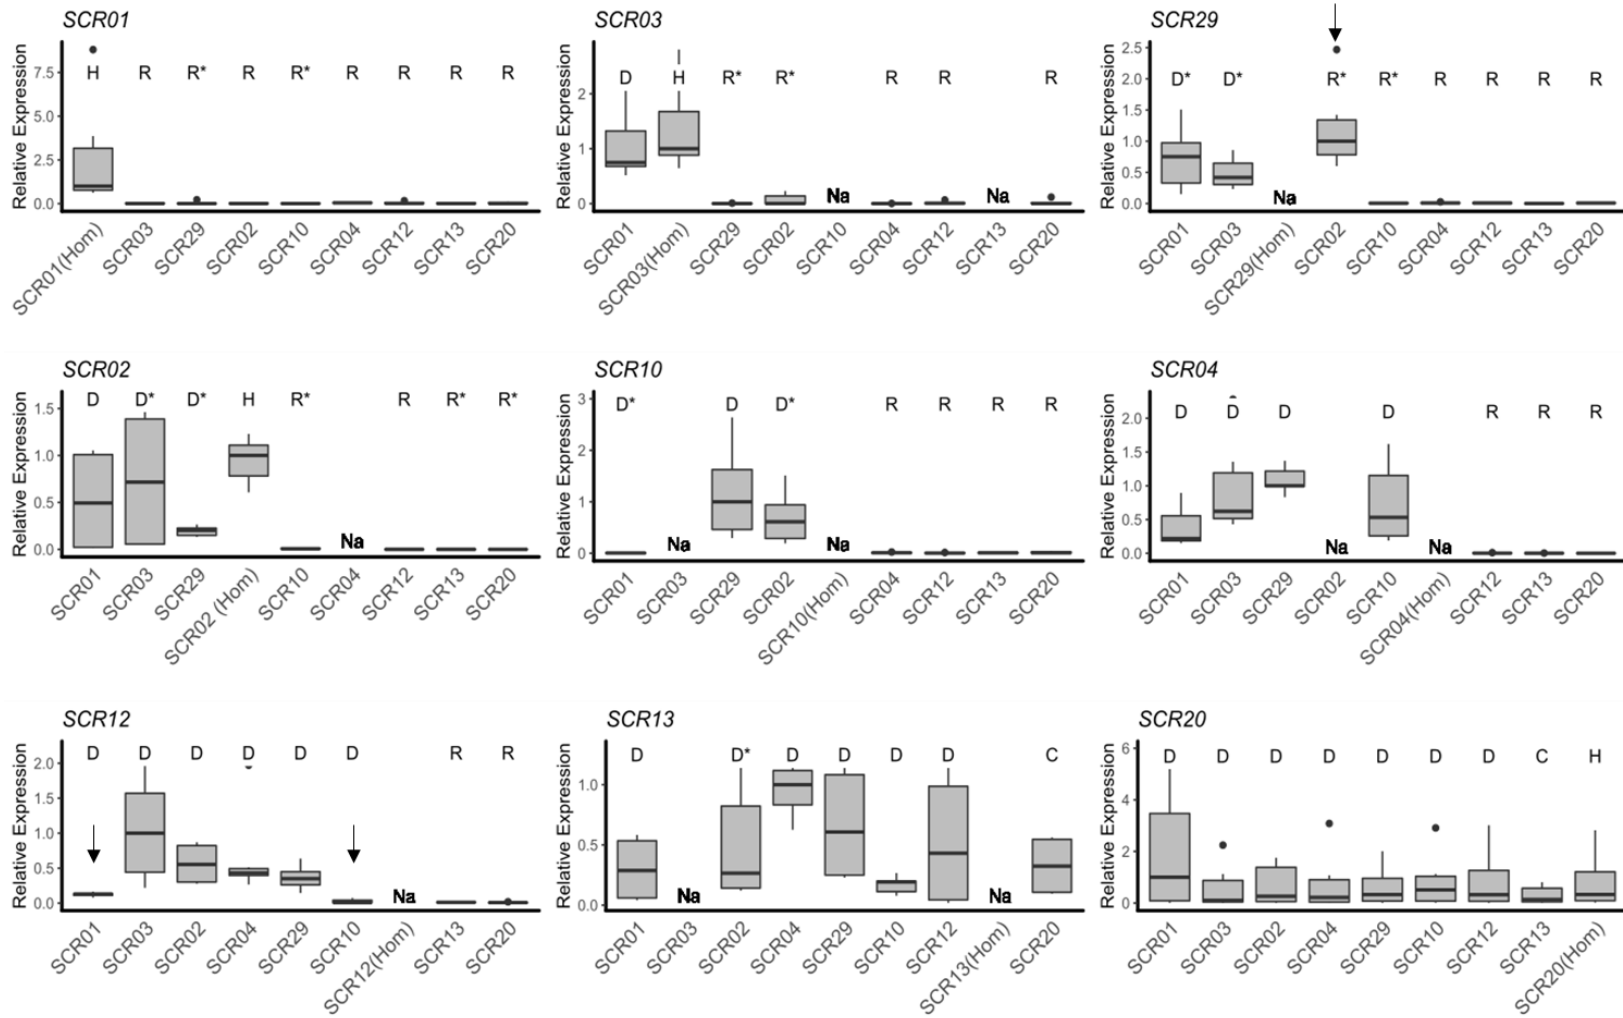 SCR01
Relative Expression
7.5
5.0
2.5
0.0
H R R* R R* R R R R
SCR01(Hom) SCR03 SCR29 SCR02 SCR10 SCR04 SCR12 SCR13 SCR20
SCR03
Relative Expression
2
1
0
D H R* R* R R R
Na Na
SCR01 SCR03(Hom) SCR29 SCR02 SCR10 SCR04 SCR12 SCR13 SCR20
SCR29
Relative Expression
2.5
2.0
1.5
1.0
0.5
0.0
D* D* R* R* R R R R
Na
SCR01 SCR03 SCR29(Hom) SCR02 SCR10 SCR04 SCR12 SCR13 SCR20
SCR02
Relative Expression
1.5
1.0
0.5
0.0
D D* D* H R* R R* R*
Na
SCR01 SCR03 SCR29 SCR02 (Hom) SCR10 SCR04 SCR12 SCR13 SCR20
SCR10
Relative Expression
3
2
1
0
D* D D* R R R R
Na Na
SCR01 SCR03 SCR29 SCR02 SCR10(Hom) SCR04 SCR12 SCR13 SCR20
SCR04
Relative Expression
2.0
1.5
1.0
0.5
0.0
D D D D R R R
Na Na
SCR01 SCR03 SCR29 SCR02 SCR10 SCR04(Hom) SCR12 SCR13 SCR20
SCR12
Relative Expression
2.0
1.5
1.0
0.5
0.0
D D D D D D R R
Na
SCR01 SCR03 SCR02 SCR04 SCR29 SCR10 SCR12(Hom) SCR13 SCR20
SCR13
Relative Expression
1.0
0.5
0.0
D D* D D D D C
Na Na
SCR01 SCR03 SCR02 SCR04 SCR29 SCR10 SCR12 SCR13(Hom) SCR20
SCR20
Relative Expression
6
4
2
0
D D D D D D D C H
SCR01 SCR03 SCR02 SCR04 SCR29 SCR10 SCR12 SCR13 SCR20(Hom)